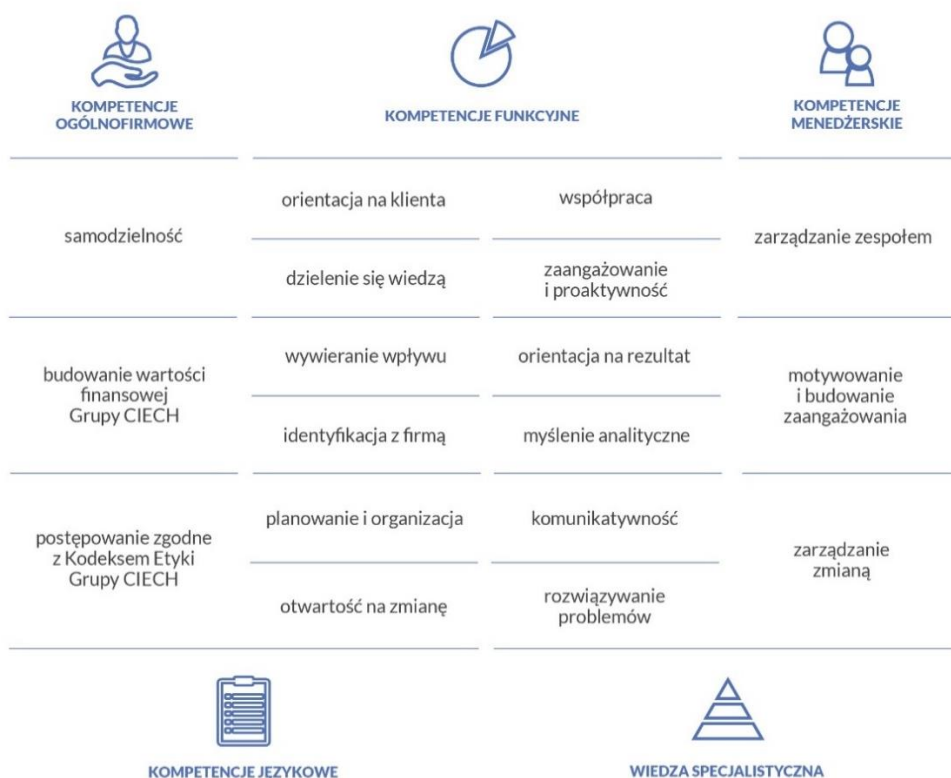 KOMPETENCJE
OGÓLNOFIRMOWE
KOMPETENCJE FUNKCYJNE
KOMPETENCJE
MENEDŻERSKIE
samodzielność
orientacja na klienta
współpraca
dzielenie się wiedzą
zaangażowanie
i proaktywność
zarządzanie zespołem
budowanie wartości
finansowej
Grupy CIECH
wywieranie wpływu
orientacja na rezultat
identyfikacja z firmą
myślenie analityczne
motywowanie
i budowanie
zaangażowania
postępowanie zgodne
z Kodeksem Etyki
Grupy CIECH
planowanie i organizacja
komunikatywność
otwartość na zmianę
rozwiązywanie
problemów
zarządzanie
zmianą
KOMPETENCJE JĘZYKOWE
WIEDZA SPECJALISTYCZNA